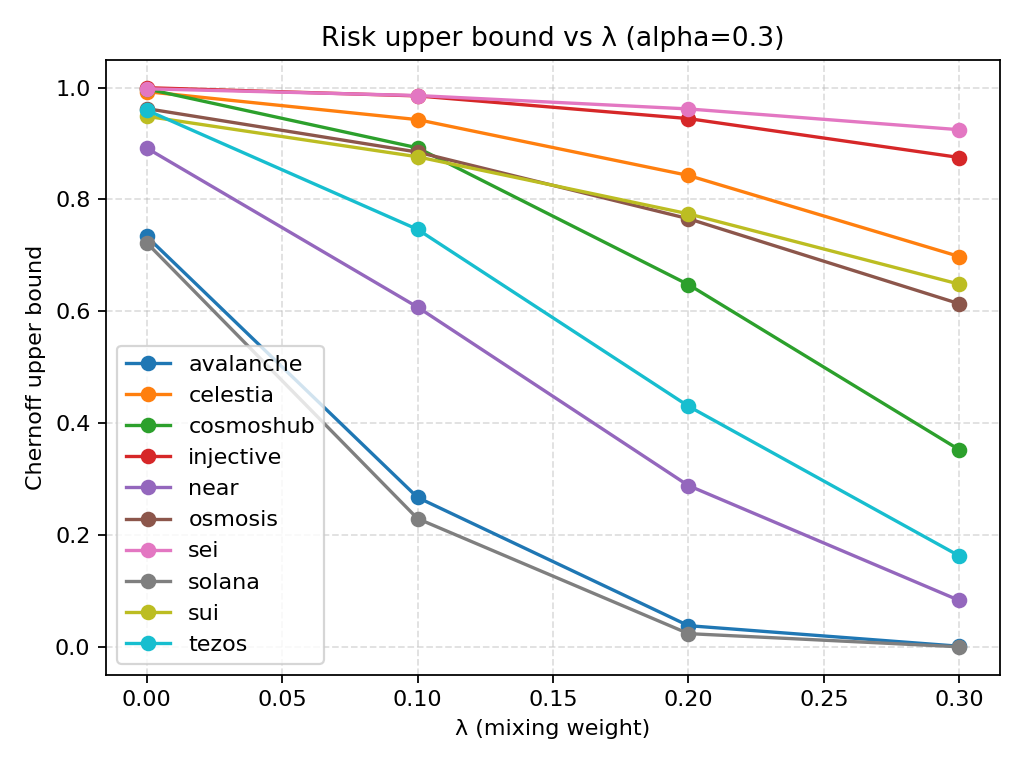 Risk upper bound vs λ (alpha=0.3)
Chernoff upper bound
1.0
0.8
0.6
0.4
0.2
0.0
avalanche
celestia
cosmoshub
injective
near
osmosis
sei
solana
sui
tezos
0.00 0.05 0.10 0.15 0.20 0.25 0.30
λ (mixing weight)